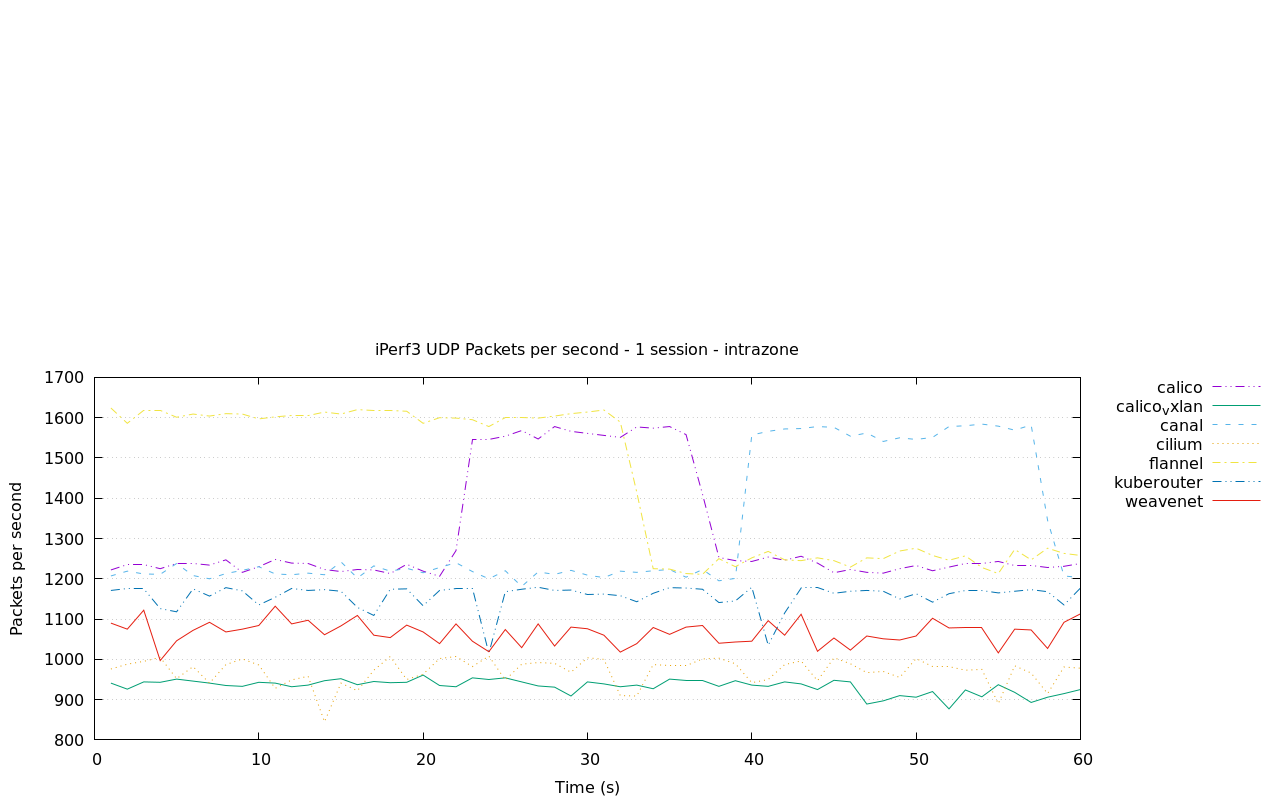 iPerf3 UDP Packets per second - 1 session - intrazone
1700
1600
1500
1400
1300
1200
1100
1000
900
800
Packets per second
0 10 20 30 40 50 60
Time (s)
calico
calicovxlan
canal
cilium
flannel
kuberouter
weavenet